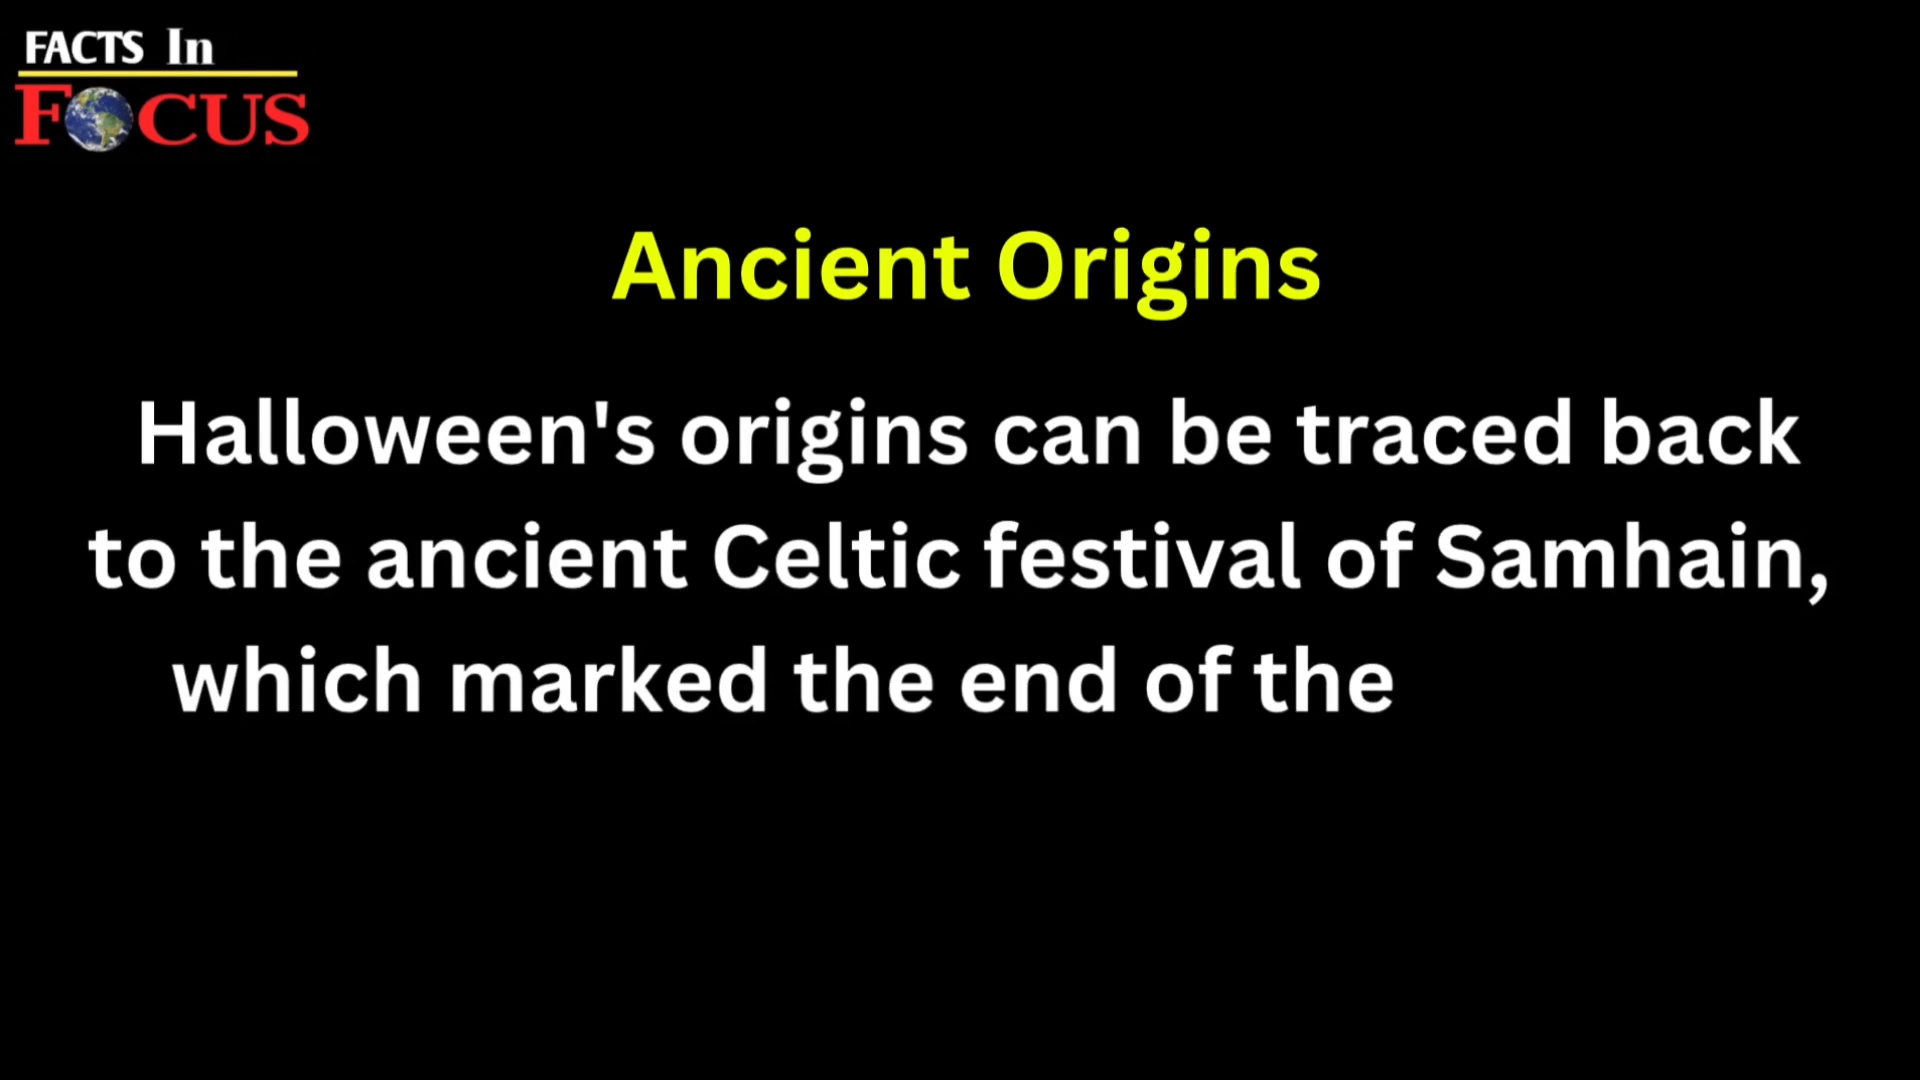 FACTS In
FOCUS
Ancient Origins
Halloween's origins can be traced back
to the ancient Celtic festival of Samhain,
which marked the end of the